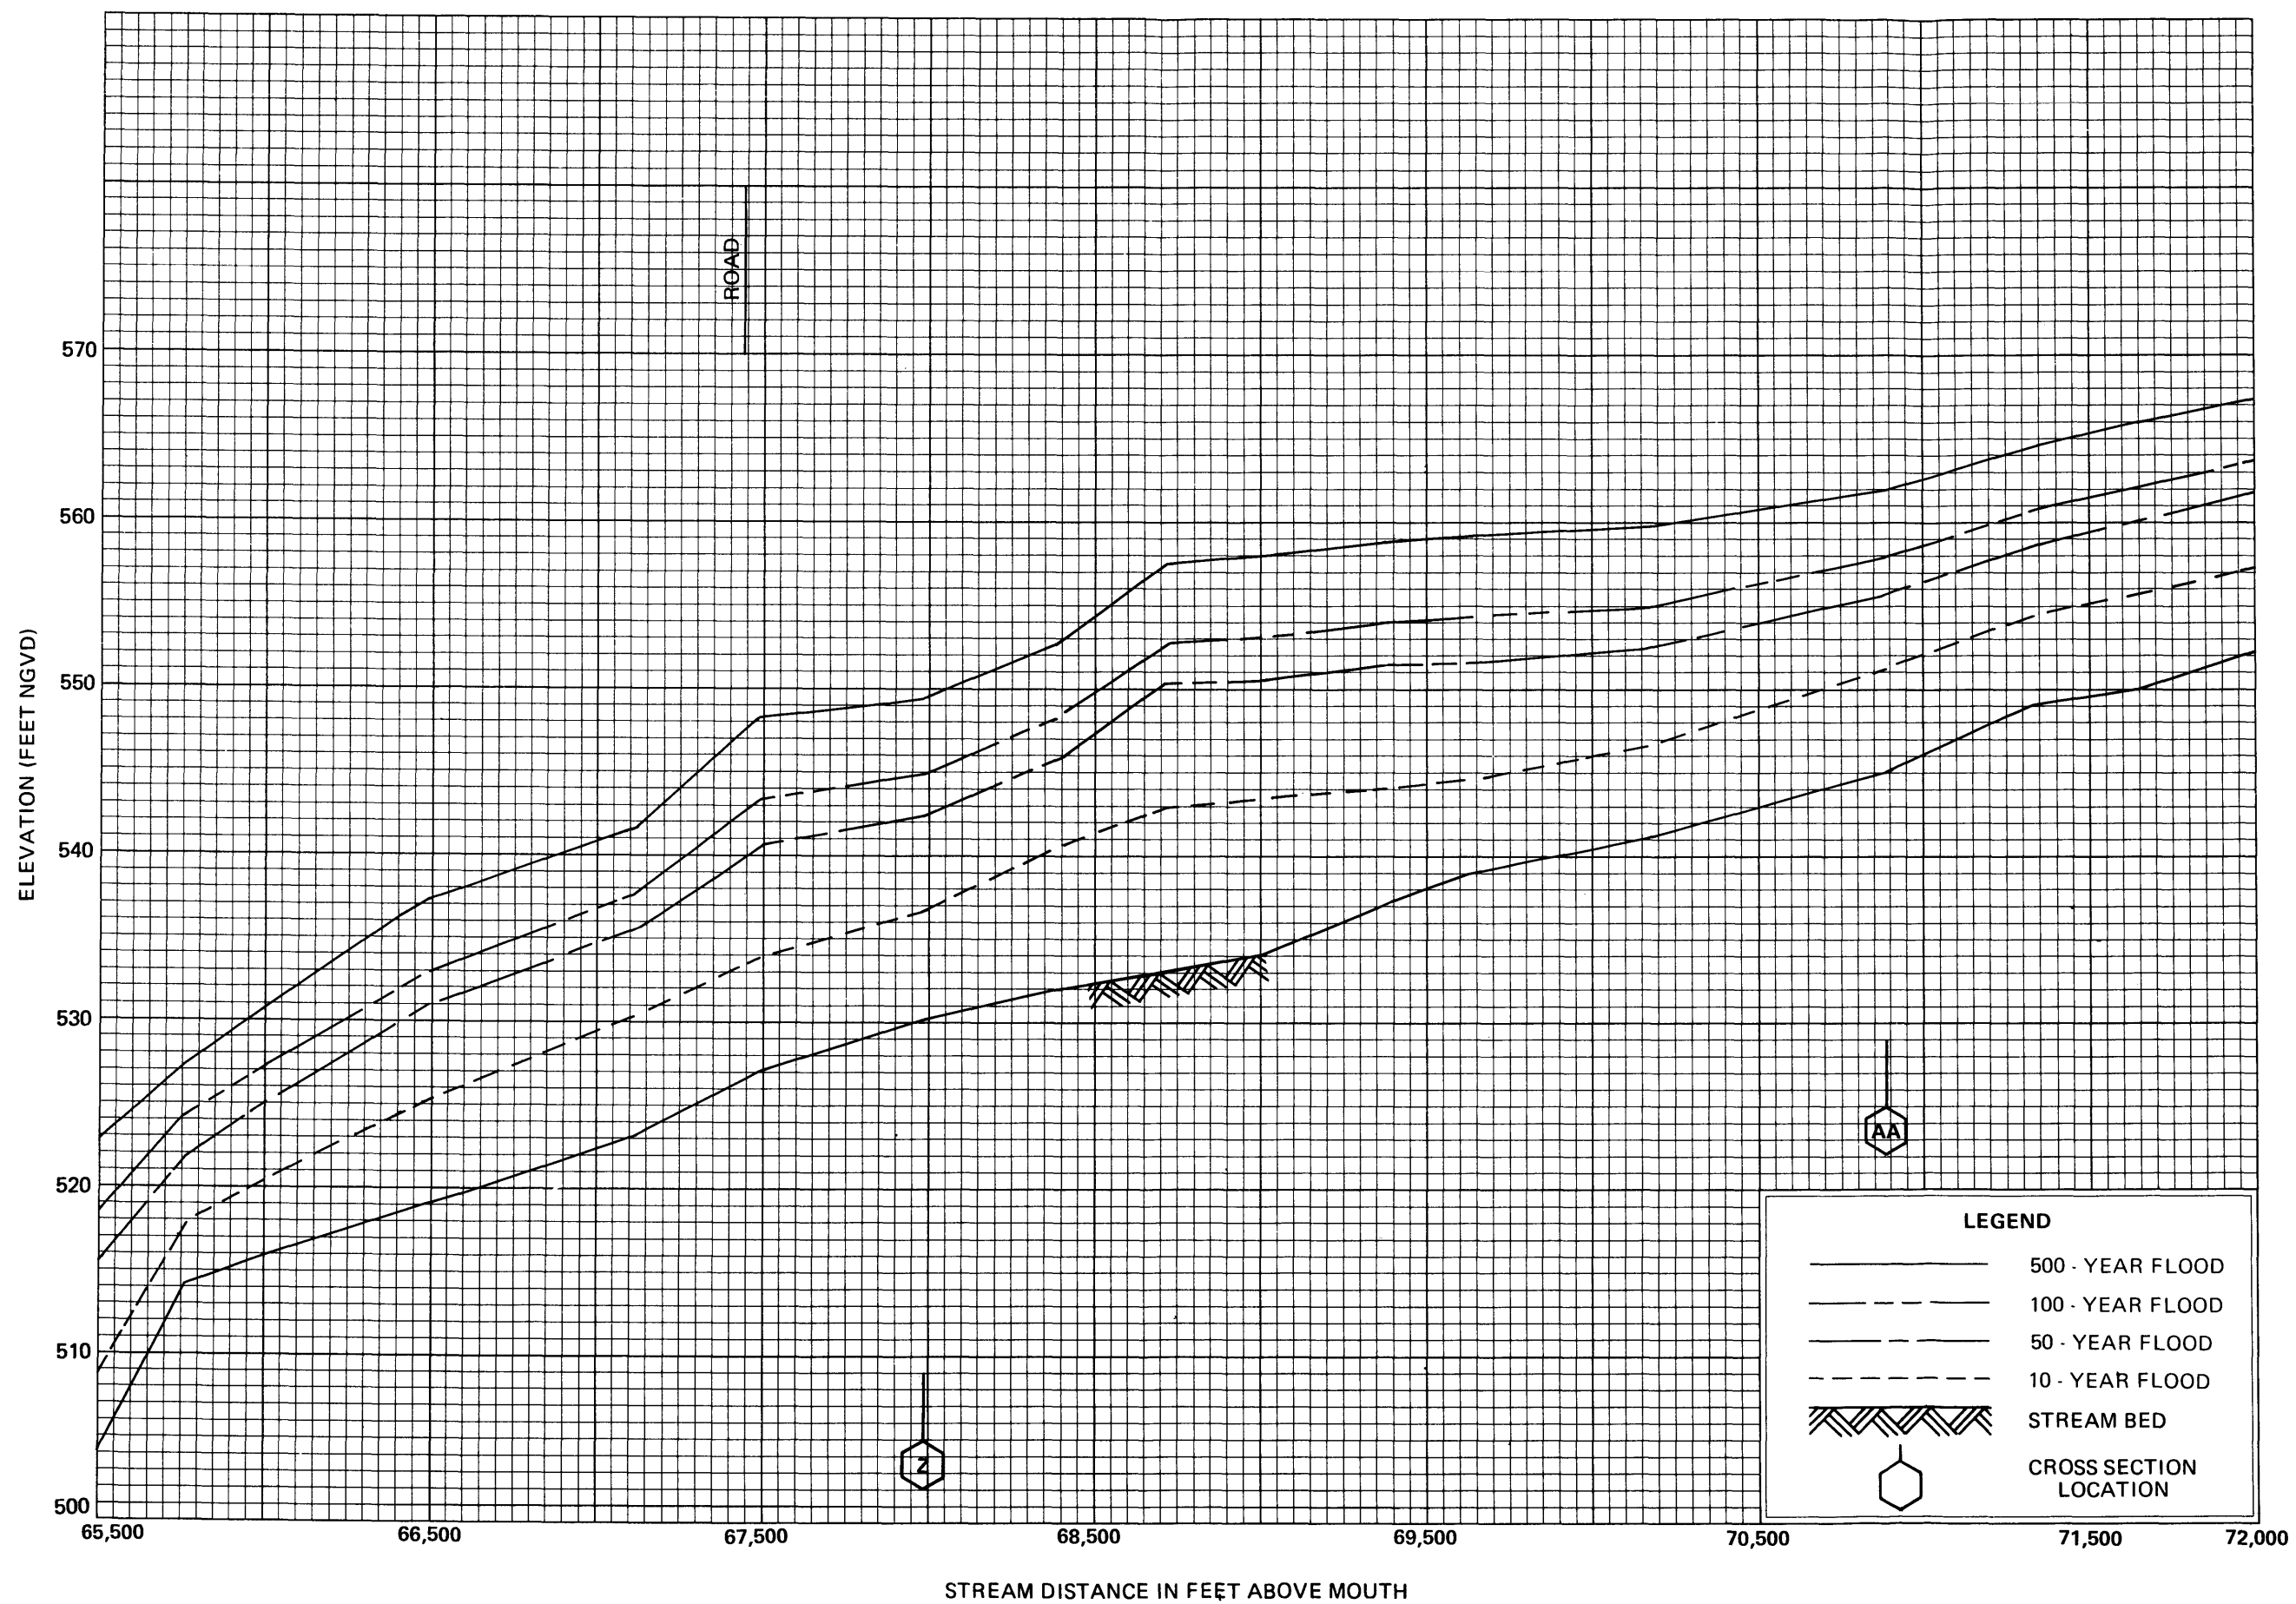 ROAD
570
560
550
540
530
520
510
500
ELEVATION (FEET NGVD)
65,500
66,500
67,500
68,500
69,500
70,500
71,500
72,000
STREAM DISTANCE IN FEET ABOVE MOUTH
Z
AA
LEGEND
500 - YEAR FLOOD
100 - YEAR FLOOD
50 - YEAR FLOOD
10 - YEAR FLOOD
STREAM BED
CROSS SECTION
LOCATION